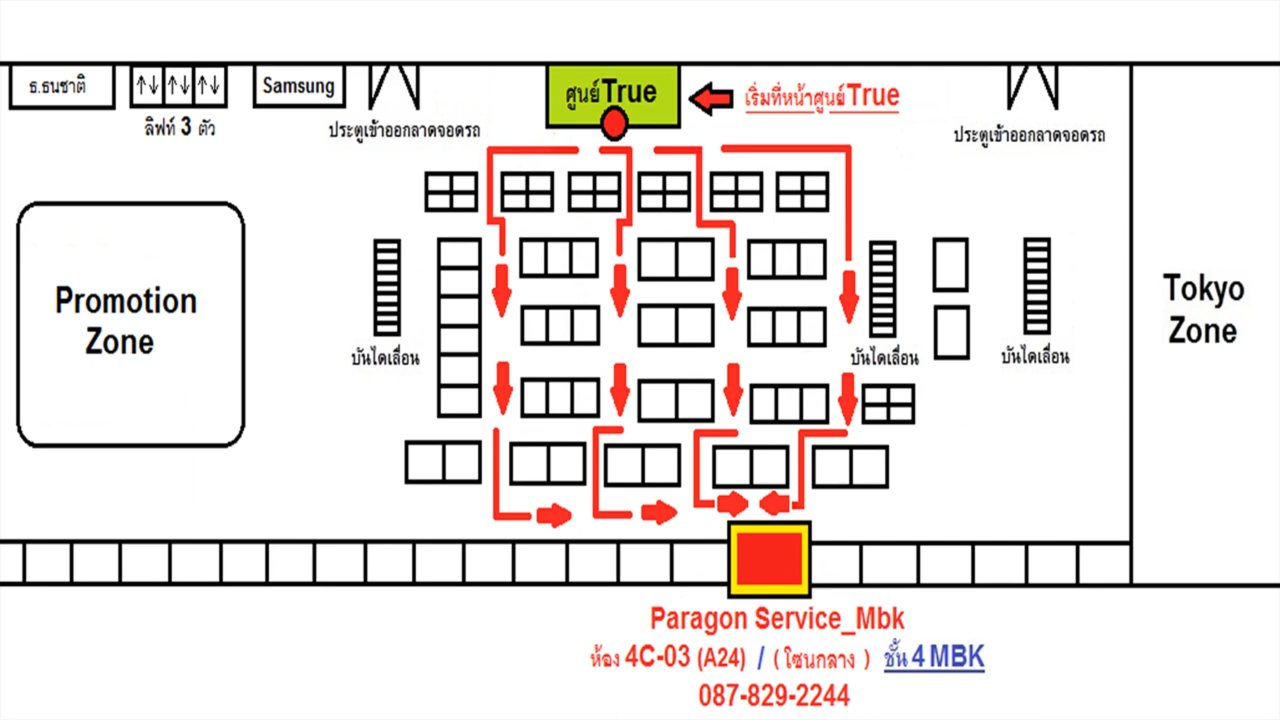 ธ.ธนชาติ
Samsung
ศูนย์True
เริ่มที่หน้าศูนย์True
ลิฟท์ 3 ตัว
ประตูเข้าออกลาดจอดรถ
ประตูเข้าออกลาดจอดรถ
Promotion
Zone
Tokyo
Zone
บันไดเลื่อน
บันไดเลื่อน
บันไดเลื่อน
Paragon Service_Mbk
ห้อง 4C-03 (A24) / ( โซนกลาง ) ชั้น 4 MBK
087-829-2244